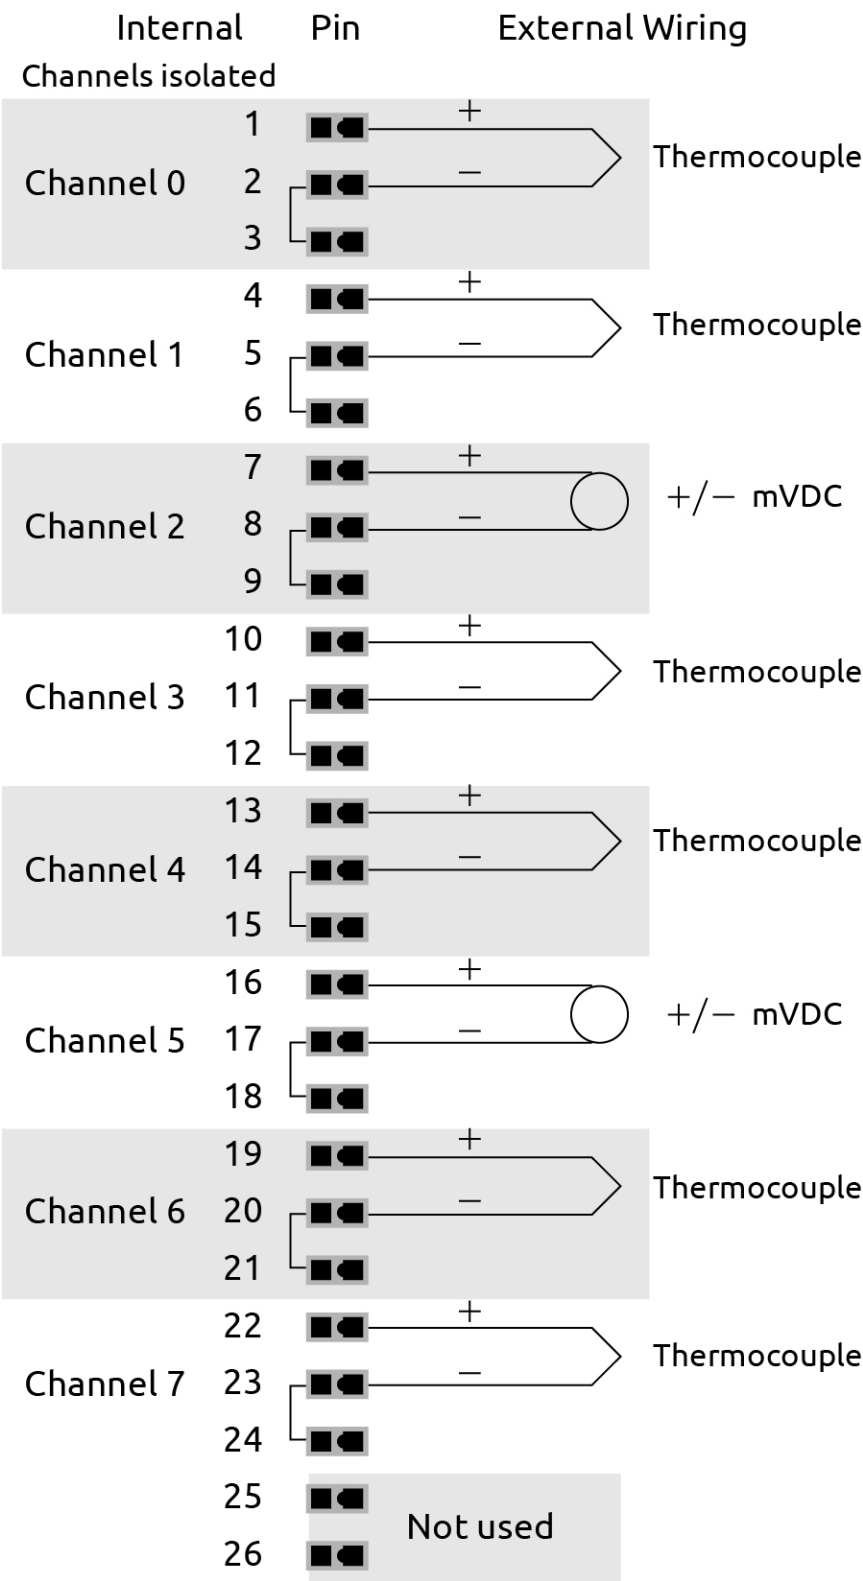 Internal Pin External Wiring
Channels isolated
1 +
Channel 0 2 − Thermocouple
3
4 +
Channel 1 5 − Thermocouple
6
7 +
Channel 2 8 − +/− mVDC
9
10 +
Channel 3 11 − Thermocouple
12
13 +
Channel 4 14 − Thermocouple
15
16 +
Channel 5 17 − +/− mVDC
18
19 +
Channel 6 20 − Thermocouple
21
22 +
Channel 7 23 − Thermocouple
24
25
Not used
26